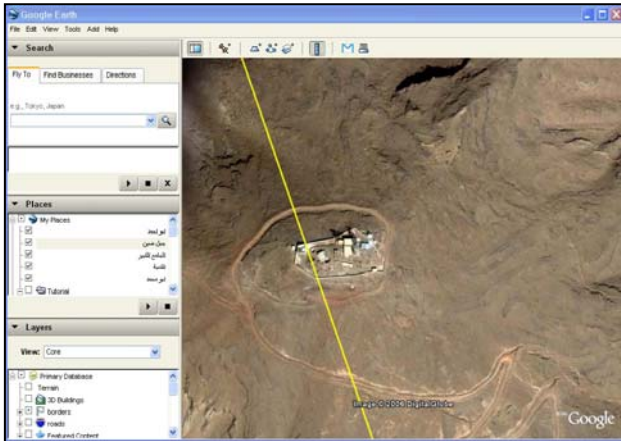 Google Earth
File Edit View Tools Add Help
Search
Fly To Find Businesses Directions
e.g., Tokyo, Japan
Places
My Places
Tutorial
Layers
View: Core
Primary Database
Terrain
3D Buildings
borders
roads
Featured Content
Image © 2006 DigitalGlobe
Google